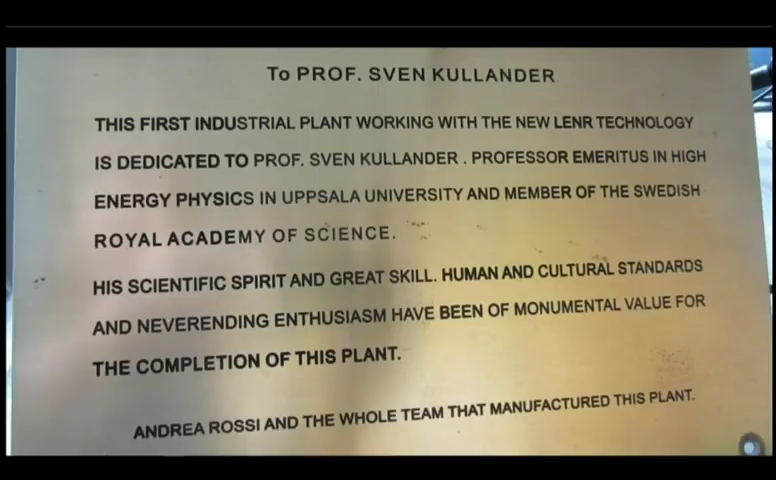 To PROF. SVEN KULLANDER
THIS FIRST INDUSTRIAL PLANT WORKING WITH THE NEW LENR TECHNOLOGY
IS DEDICATED TO PROF. SVEN KULLANDER . PROFESSOR EMERITUS IN HIGH
ENERGY PHYSICS IN UPPSALA UNIVERSITY AND MEMBER OF THE SWEDISH
ROYAL ACADEMY OF SCIENCE.
HIS SCIENTIFIC SPIRIT AND GREAT SKILL. HUMAN AND CULTURAL STANDARDS
AND NEVERENDING ENTHUSIASM HAVE BEEN OF MONUMENTAL VALUE FOR
THE COMPLETION OF THIS PLANT.
ANDREA ROSSI AND THE WHOLE TEAM THAT MANUFACTURED THIS PLANT.